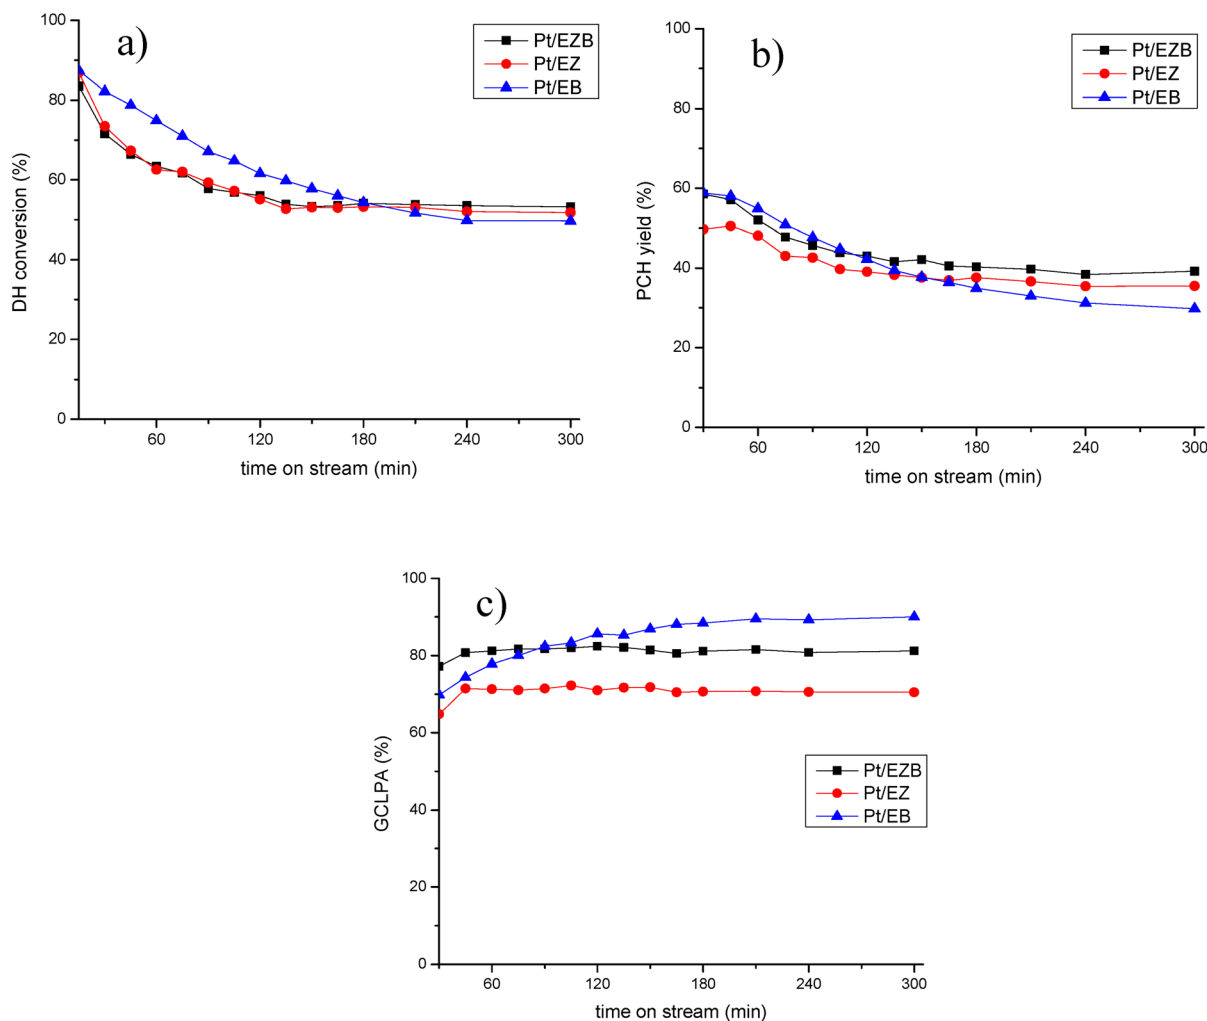 a)
Pt/EZB
Pt/EZ
Pt/EB
DH conversion (%)
100
80
60
40
20
0
60 120 180 240 300
time on stream (min)
b)
Pt/EZB
Pt/EZ
Pt/EB
PCH yield (%)
100
80
60
40
20
0
60 120 180 240 300
time on stream (min)
c)
Pt/EZB
Pt/EZ
Pt/EB
GCLPA (%)
100
80
60
40
20
0
60 120 180 240 300
time on stream (min)